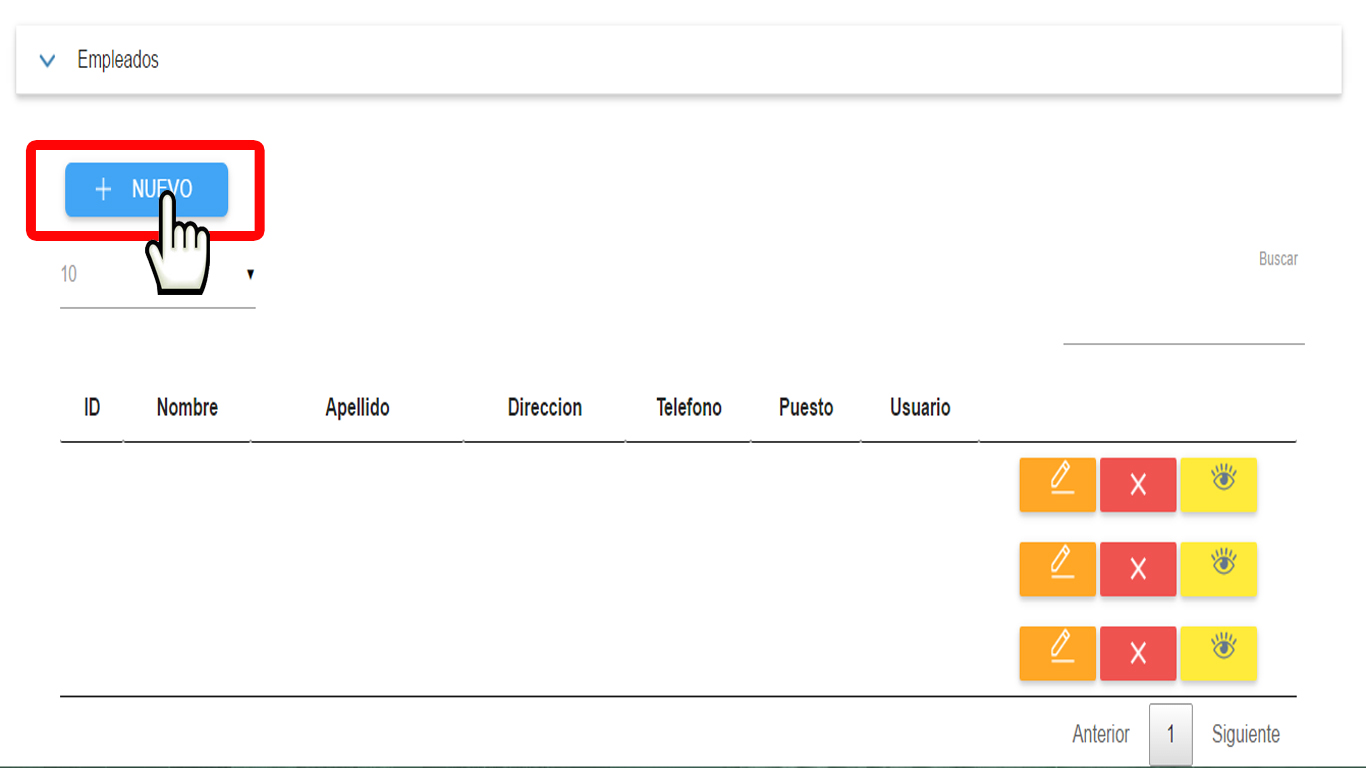 Empleados
NUEVO
10
Buscar
ID Nombre Apellido Direccion Telefono Puesto Usuario
Anterior 1 Siguiente